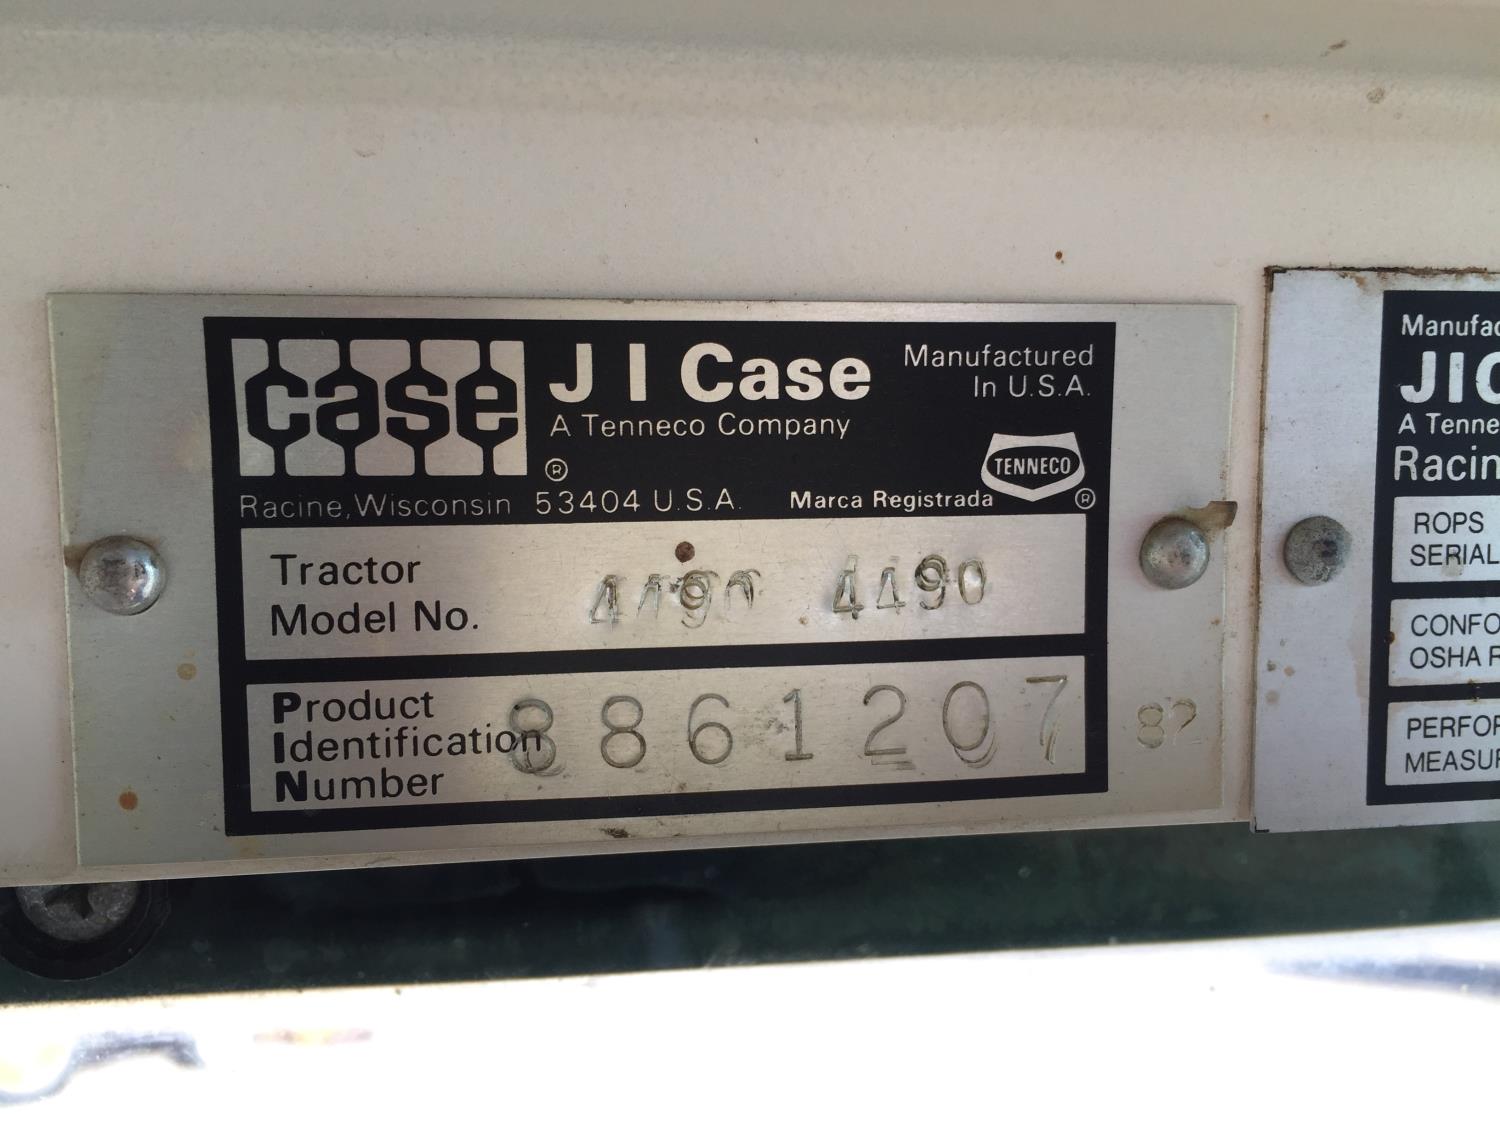 case
J I Case
A Tenneco Company
®
Manufactured
In U.S.A.
TENNECO
®
Racine, Wisconsin 53404 U.S.A.
Marca Registrada
Tractor
Model No.
4490 4490
Product
Identification
Number
8861207
82
Manufac
JIC
A Tenne
Racin
ROPS
SERIAL
CONFO
OSHA R
PERFOR
MEASUR